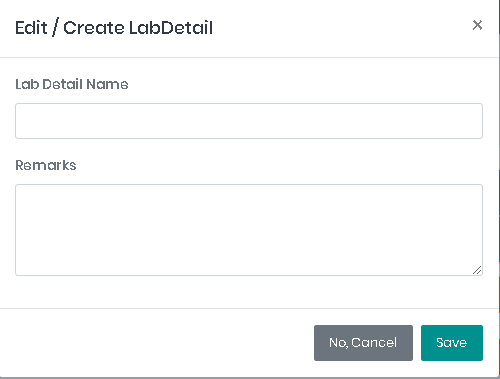 Edit / Create LabDetail ×
Lab Detail Name
Remarks
No, Cancel Save